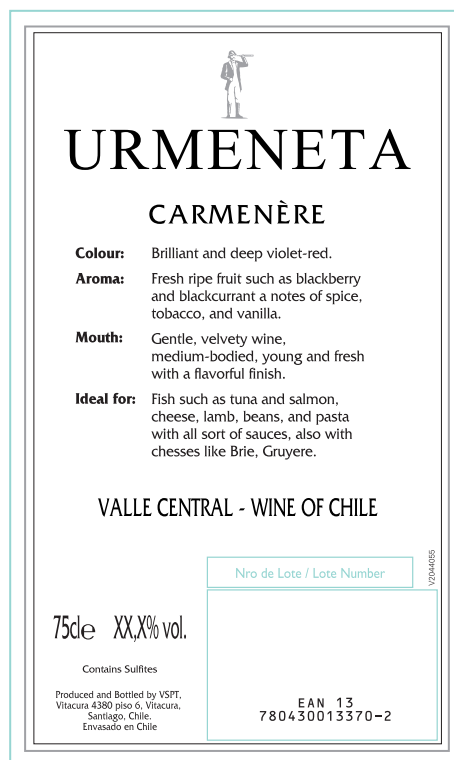 URMENETA
CARMENÈRE
Colour: Brilliant and deep violet-red.
Aroma: Fresh ripe fruit such as blackberry
and blackcurrant a notes of spice,
tobacco, and vanilla.
Mouth: Gentle, velvety wine,
medium-bodied, young and fresh
with a flavorful finish.
Ideal for: Fish such as tuna and salmon,
cheese, lamb, beans, and pasta
with all sort of sauces, also with
chesses like Brie, Gruyere.
VALLE CENTRAL - WINE OF CHILE
Nro de Lote / Lote Number
V2044055
75cl℮ XX,X% vol.
Contains Sulfites
Produced and Bottled by VSPT,
Vitacura 4380 piso 6, Vitacura,
Santiago, Chile.
Envasado en Chile
EAN 13
780430013370-2